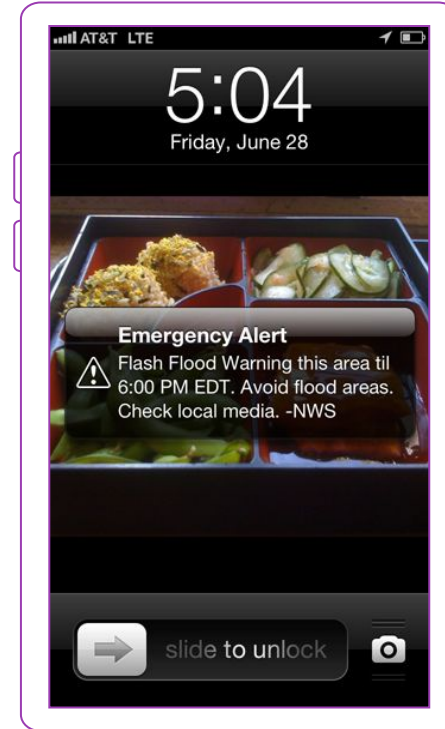 AT&T LTE
5:04
Friday, June 28
Emergency Alert
Flash Flood Warning this area til
6:00 PM EDT. Avoid flood areas.
Check local media. -NWS
slide to unlock